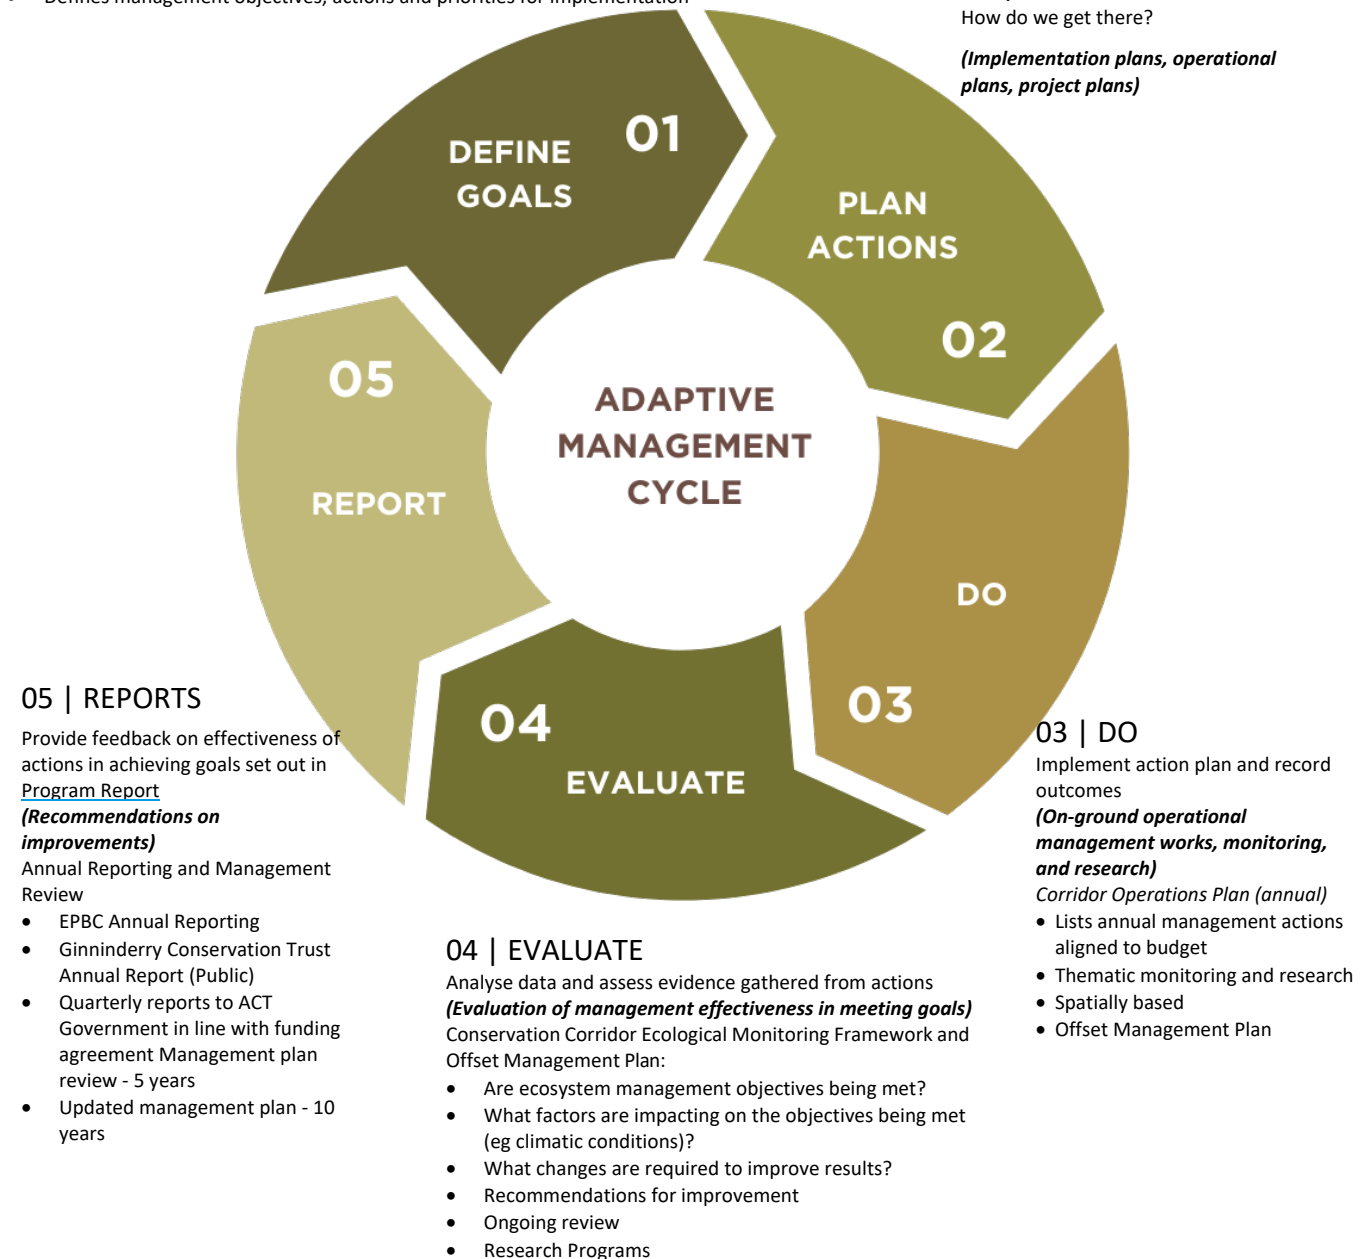 • Defines management objectives, actions and priorities for implementation
How do we get there?
(Implementation plans, operational
plans, project plans)
01
DEFINE
GOALS
PLAN
ACTIONS
02
05
REPORT
ADAPTIVE
MANAGEMENT
CYCLE
DO
03
04
EVALUATE
05 | REPORTS
Provide feedback on effectiveness of
actions in achieving goals set out in
Program Report
(Recommendations on
improvements)
Annual Reporting and Management
Review
• EPBC Annual Reporting
• Ginninderry Conservation Trust
Annual Report (Public)
• Quarterly reports to ACT
Government in line with funding
agreement Management plan
review - 5 years
• Updated management plan - 10
years
04 | EVALUATE
Analyse data and assess evidence gathered from actions
(Evaluation of management effectiveness in meeting goals)
Conservation Corridor Ecological Monitoring Framework and
Offset Management Plan:
• Are ecosystem management objectives being met?
• What factors are impacting on the objectives being met
(eg climatic conditions)?
• What changes are required to improve results?
• Recommendations for improvement
• Ongoing review
• Research Programs
03 | DO
Implement action plan and record
outcomes
(On-ground operational
management works, monitoring,
and research)
Corridor Operations Plan (annual)
• Lists annual management actions
aligned to budget
• Thematic monitoring and research
• Spatially based
• Offset Management Plan